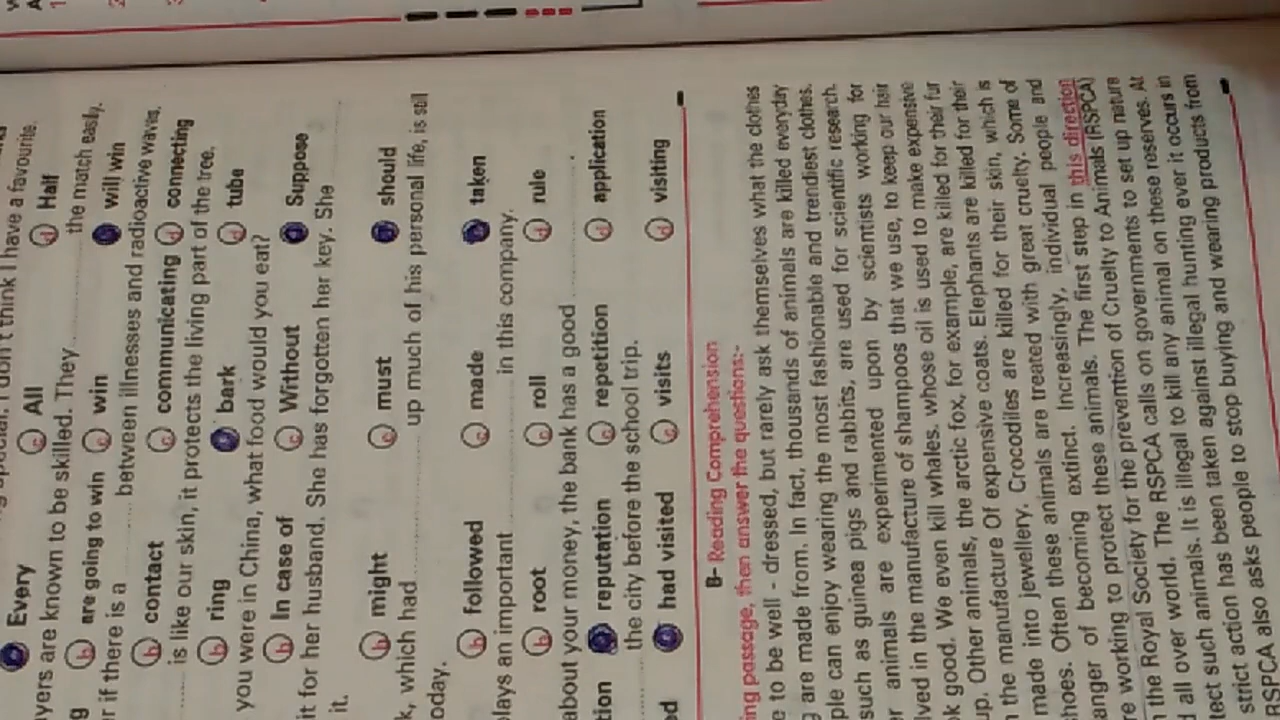 don't think I have a favourite.
b Every c All d Half
yers are known to be skilled. They ........ the match easily.
b are going to win c win d will win
r if there is a ........ between illnesses and radioactive waves.
b contact c communicating d connecting
........ is like our skin, it protects the living part of the tree.
b ring c bark d tube
you were in China, what food would you eat?
b In case of c Without d Suppose
it for her husband. She has forgotten her key. She ........
it.
b might c must d should
k, which had ........ up much of his personal life, is still
oday.
b followed c made d taken
lays an important ........ in this company.
b root c roll d rule
about your money, the bank has a good ........ .
tion b reputation c repetition d application
........ the city before the school trip.
ed b had visited c visits d visiting
B- Reading Comprehension
ing passage, then answer the questions:-
e to be well - dressed, but rarely ask themselves what the clothes
g are made from. In fact, thousands of animals are killed everyday
ple can enjoy wearing the most fashionable and trendiest clothes.
such as guinea pigs and rabbits, are used for scientific research.
r animals are experimented upon by scientists working for
lved in the manufacture of shampoos that we use, to keep our hair
ok good. We even kill whales. whose oil is used to make expensive
up. Other animals, the arctic fox, for example, are killed for their fur
n the manufacture Of expensive coats. Elephants are killed for their
made into jewellery. Crocodiles are killed for their skin, which is
hoes. Often these animals are treated with great cruelty. Some of
anger of becoming extinct. Increasingly, individual people and
re working to protect these animals. The first step in this direction
the Royal Society for the prevention of Cruelty to Animals (RSPCA)
all over world. The RSPCA calls on governments to set up nature
tect such animals. It is illegal to kill any animal on these reserves. At
strict action has been taken against illegal hunting ever it occurs in
RSPCA also asks people to stop buying and wearing products from